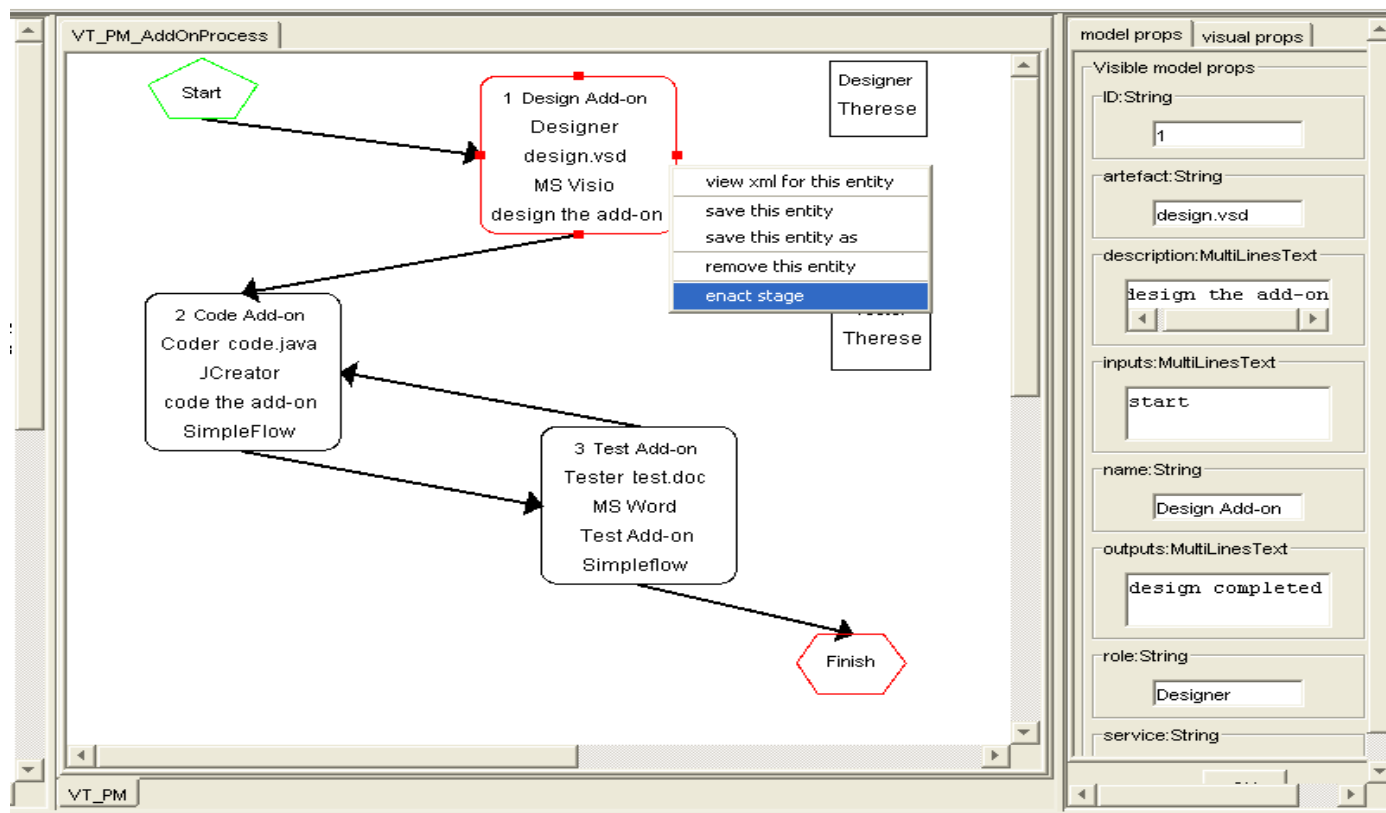 VT_PM_AddOnProcess
Start
1 Design Add-on
Designer
design.vsd
MS Visio
design the add-on
Designer
Therese
view xml for this entity
save this entity
save this entity as
remove this entity
enact stage
Therese
2 Code Add-on
Coder code.java
JCreator
code the add-on
SimpleFlow
3 Test Add-on
Tester test.doc
MS Word
Test Add-on
Simpleflow
Finish
VT_PM
model props
visual props
Visible model props
ID:String
1
artefact:String
design.vsd
description:MultiLinesText
design the add-on
inputs:MultiLinesText
start
name:String
Design Add-on
outputs:MultiLinesText
design completed
role:String
Designer
service:String